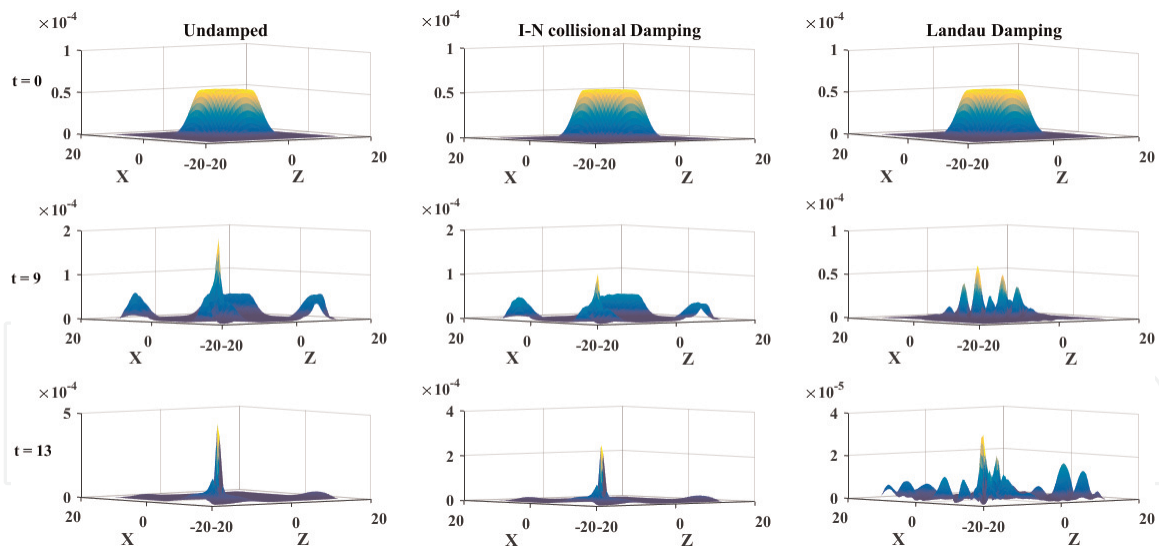 Undamped I-N collisional Damping Landau Damping
×10⁻⁴ ×10⁻⁴ ×10⁻⁴
t = 0
1 0.5 0 20 0 -20 -20 0 20 X Z
1 0.5 0 20 0 -20 -20 0 20 X Z
1 0.5 0 20 0 -20 -20 0 20 X Z
×10⁻⁴ ×10⁻⁴ ×10⁻⁴
t = 9
2 1 0 20 0 -20 -20 0 20 X Z
2 1 0 20 0 -20 -20 0 20 X Z
1 0.5 0 20 0 -20 -20 0 20 X Z
×10⁻⁴ ×10⁻⁴ ×10⁻⁵
t = 13
5 0 20 0 -20 -20 0 20 X Z
4 2 0 20 0 -20 -20 0 20 X Z
4 2 0 20 0 -20 -20 0 20 X Z